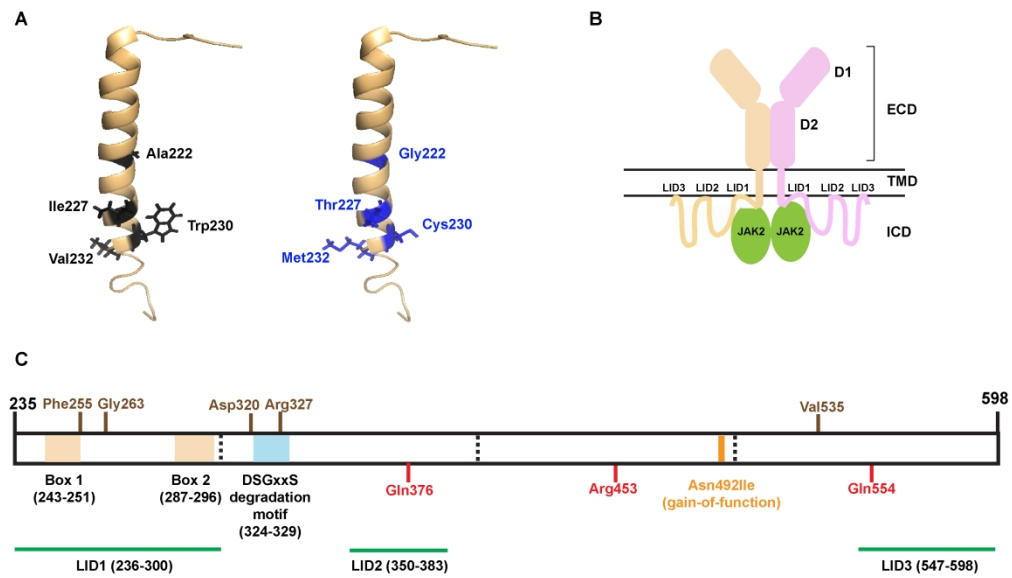 A
Ala222
Ile227
Trp230
Val232
Gly222
Thr227
Cys230
Met232
B
D1
D2
ECD
TMD
ICD
LID3 LID2 LID1 LID1 LID2 LID3
JAK2 JAK2
C
235 Phe255 Gly263 Asp320 Arg327 Val535 598
Box 1
(243-251)
Box 2
(287-296)
DSGxxS
degradation
motif
(324-329)
Gln376
Arg453
Asn492Ile
(gain-of-function)
Gln554
LID1 (236-300)
LID2 (350-383)
LID3 (547-598)